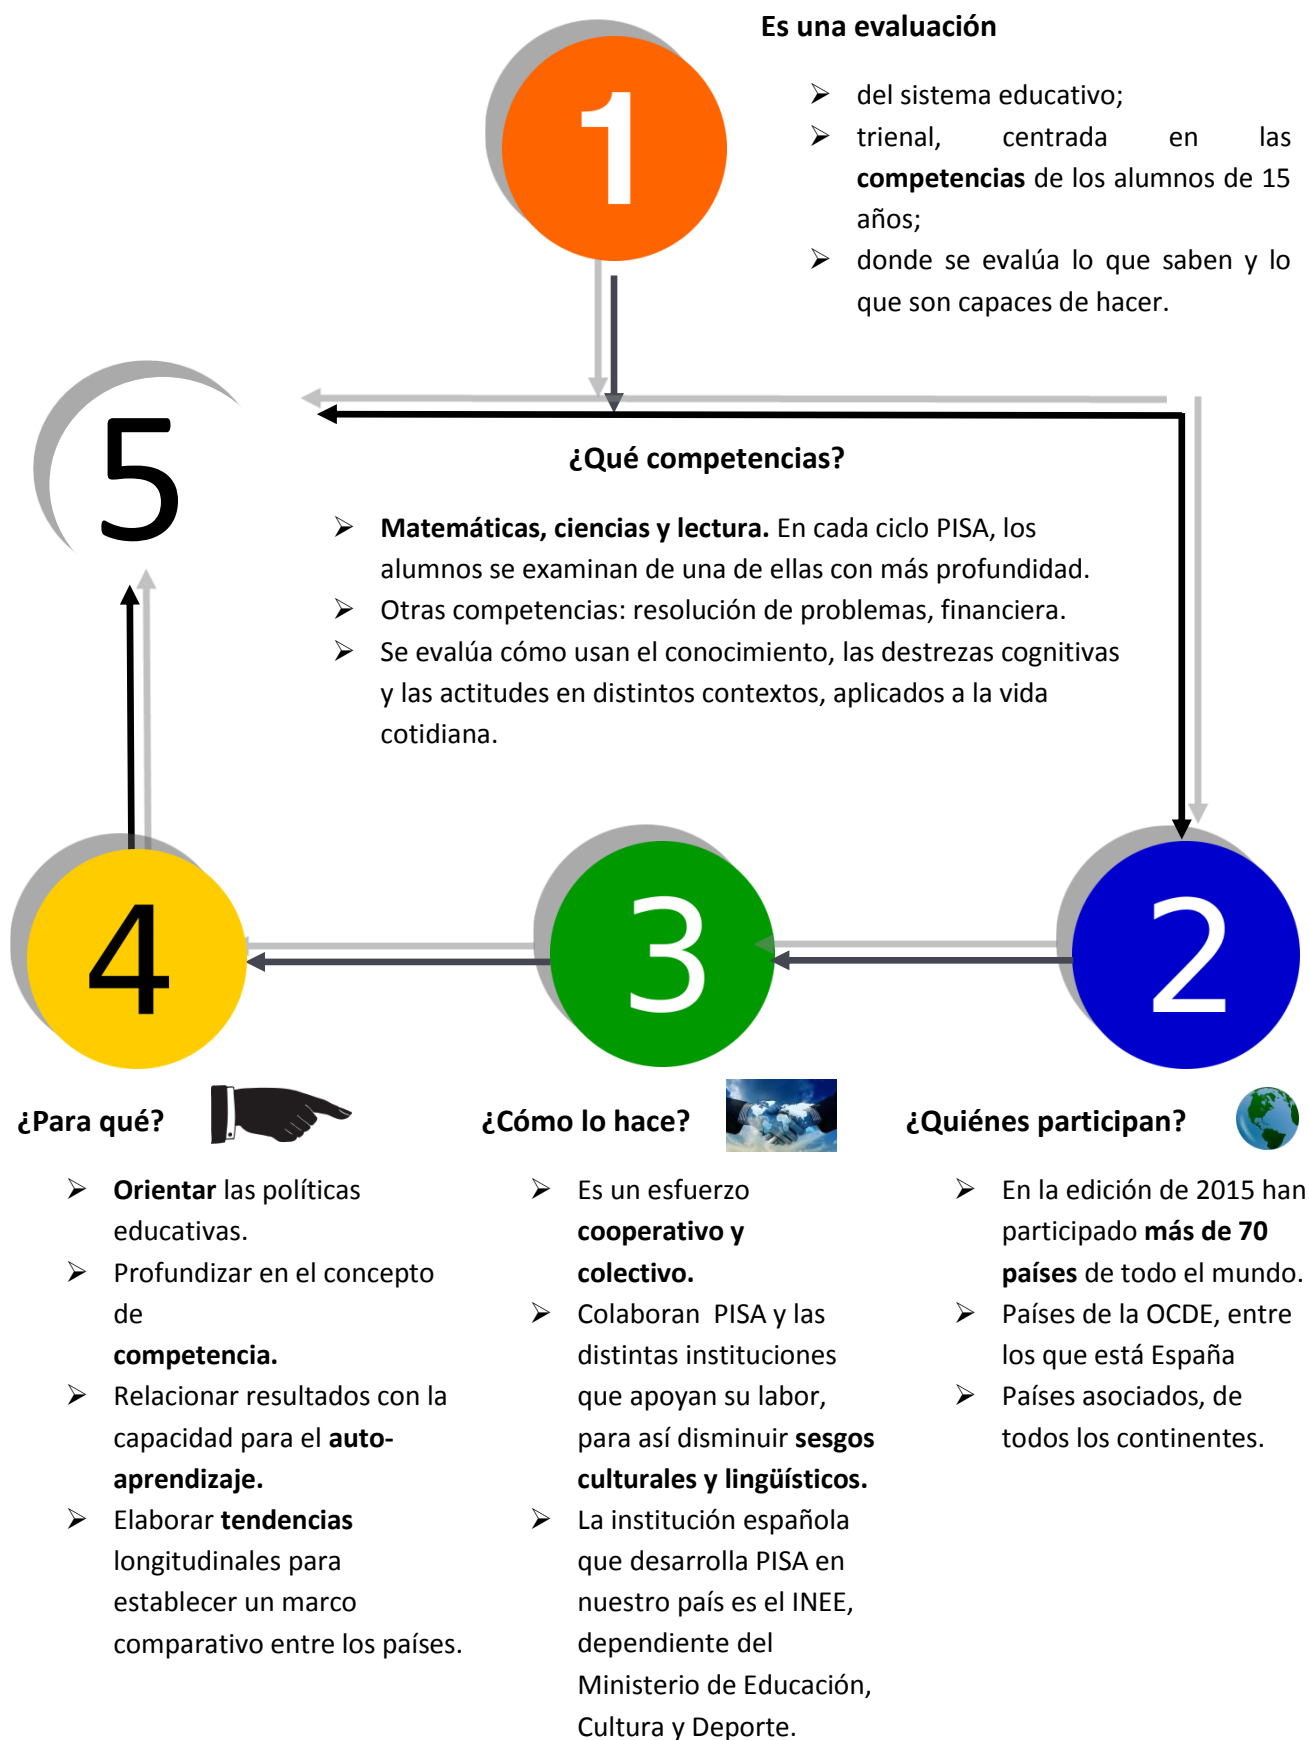 1
Es una evaluación
➢ del sistema educativo;
➢ trienal, centrada en las
competencias de los alumnos de 15
años;
➢ donde se evalúa lo que saben y lo
que son capaces de hacer.
5
¿Qué competencias?
➢ Matemáticas, ciencias y lectura. En cada ciclo PISA, los
alumnos se examinan de una de ellas con más profundidad.
➢ Otras competencias: resolución de problemas, financiera.
➢ Se evalúa cómo usan el conocimiento, las destrezas cognitivas
y las actitudes en distintos contextos, aplicados a la vida
cotidiana.
4
¿Para qué?
➢ Orientar las políticas
educativas.
➢ Profundizar en el concepto
de
competencia.
➢ Relacionar resultados con la
capacidad para el auto-
aprendizaje.
➢ Elaborar tendencias
longitudinales para
establecer un marco
comparativo entre los países.
3
¿Cómo lo hace?
➢ Es un esfuerzo
cooperativo y
colectivo.
➢ Colaboran PISA y las
distintas instituciones
que apoyan su labor,
para así disminuir sesgos
culturales y lingüísticos.
➢ La institución española
que desarrolla PISA en
nuestro país es el INEE,
dependiente del
Ministerio de Educación,
Cultura y Deporte.
2
¿Quiénes participan?
➢ En la edición de 2015 han
participado más de 70
países de todo el mundo.
➢ Países de la OCDE, entre
los que está España
➢ Países asociados, de
todos los continentes.